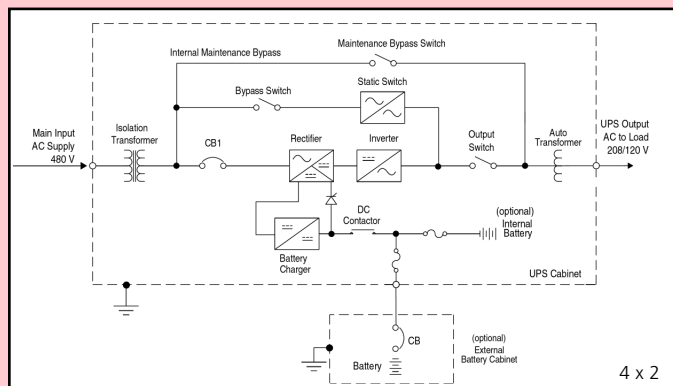 Internal Maintenance Bypass
Maintenance Bypass Switch
Bypass Switch
Static Switch
Main Input
AC Supply
480 V
Isolation
Transformer
CB1
Rectifier
Inverter
Output
Switch
Auto
Transformer
UPS Output
AC to Load
208/120 V
DC
Contactor
(optional)
Internal
Battery
Battery
Charger
UPS Cabinet
CB
(optional)
External
Battery Cabinet
Battery
4 x 2